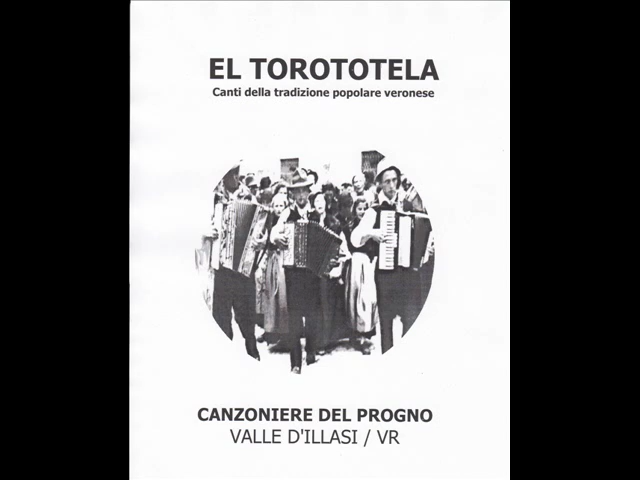 EL TOROTOTELA
Canti della tradizione popolare veronese
CANZONIERE DEL PROGNO
VALLE D'ILLASI / VR